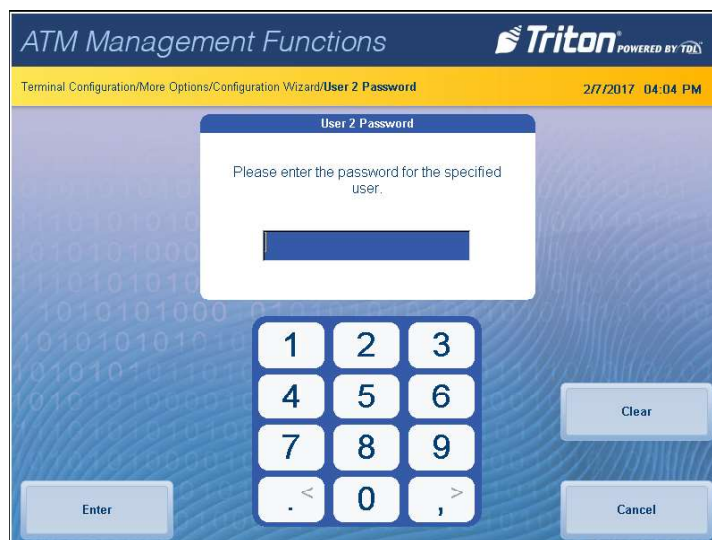 ATM Management Functions
Triton POWERED BY TDL
Terminal Configuration/More Options/Configuration Wizard/User 2 Password
2/7/2017 04:04 PM
User 2 Password
Please enter the password for the specified
user.
1 2 3
4 5 6
7 8 9
. < 0 , >
Clear
Enter
Cancel